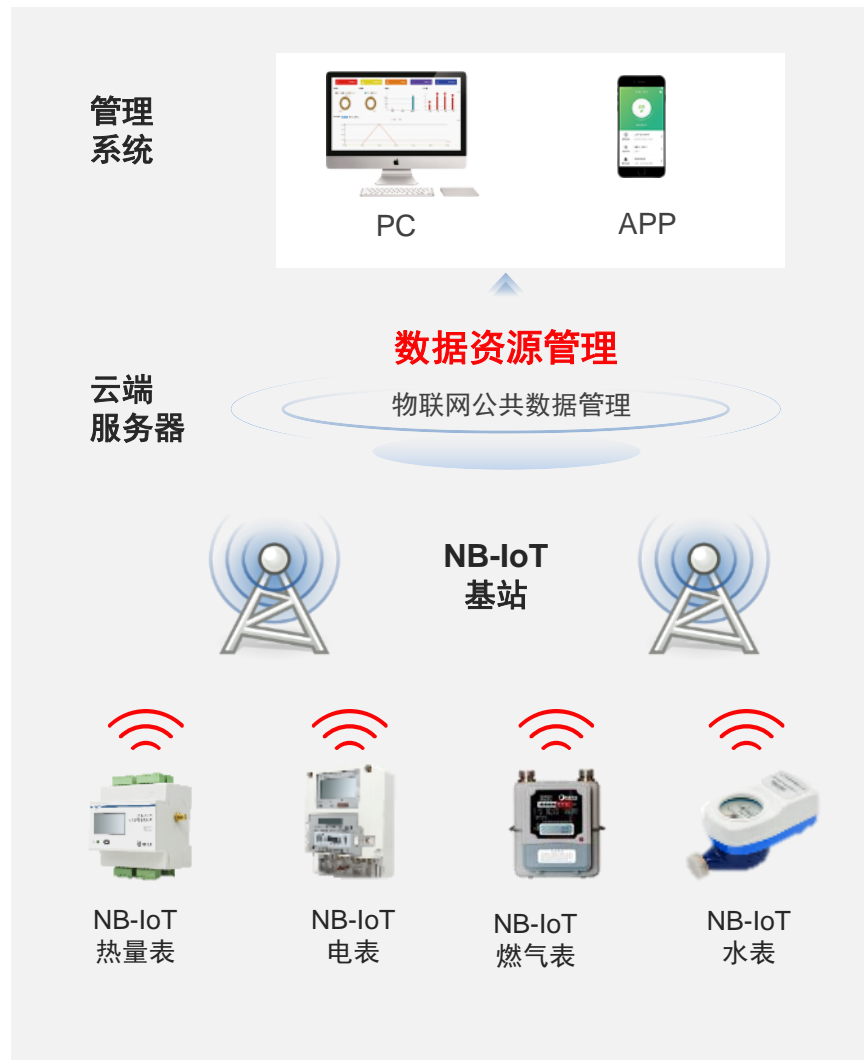 管理
系统
PC
APP
数据资源管理
云端
服务器
物联网公共数据管理
NB-IoT
基站
NB-IoT
热量表
NB-IoT
电表
NB-IoT
燃气表
NB-IoT
水表